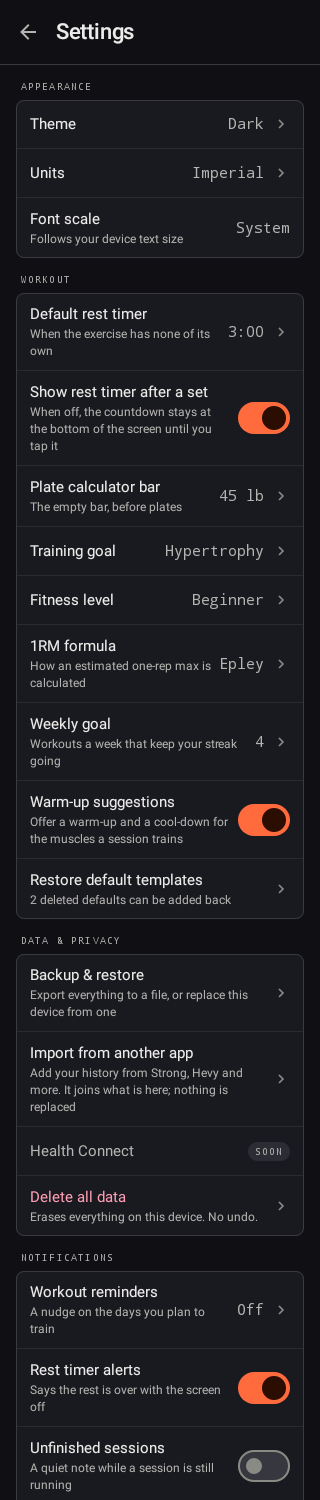 Settings
APPEARANCE
Theme
Dark
Units
Imperial
Font scale
Follows your device text size
System
WORKOUT
Default rest timer
When the exercise has none of its
own
3:00
Show rest timer after a set
When off, the countdown stays at
the bottom of the screen until you
tap it
Plate calculator bar
The empty bar, before plates
45 lb
Training goal
Hypertrophy
Fitness level
Beginner
1RM formula
How an estimated one-rep max is
calculated
Epley
Weekly goal
Workouts a week that keep your streak
going
4
Warm-up suggestions
Offer a warm-up and a cool-down for
the muscles a session trains
Restore default templates
2 deleted defaults can be added back
DATA & PRIVACY
Backup & restore
Export everything to a file, or replace this
device from one
Import from another app
Add your history from Strong, Hevy and
more. It joins what is here; nothing is
replaced
Health Connect
SOON
Delete all data
Erases everything on this device. No undo.
NOTIFICATIONS
Workout reminders
A nudge on the days you plan to
train
Off
Rest timer alerts
Says the rest is over with the screen
off
Unfinished sessions
A quiet note while a session is still
running